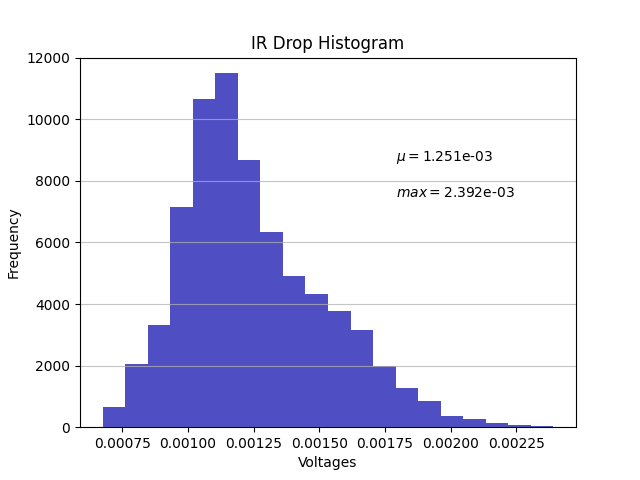 IR Drop Histogram
12000
10000
8000
6000
4000
2000
0
Frequency
μ = 1.251e-03
max = 2.392e-03
0.00075 0.00100 0.00125 0.00150 0.00175 0.00200 0.00225
Voltages